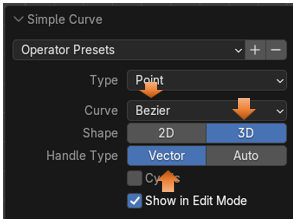 Simple Curve
Operator Presets
Type Point
Curve Bezier
Shape 2D 3D
Handle Type Vector Auto
Show in Edit Mode